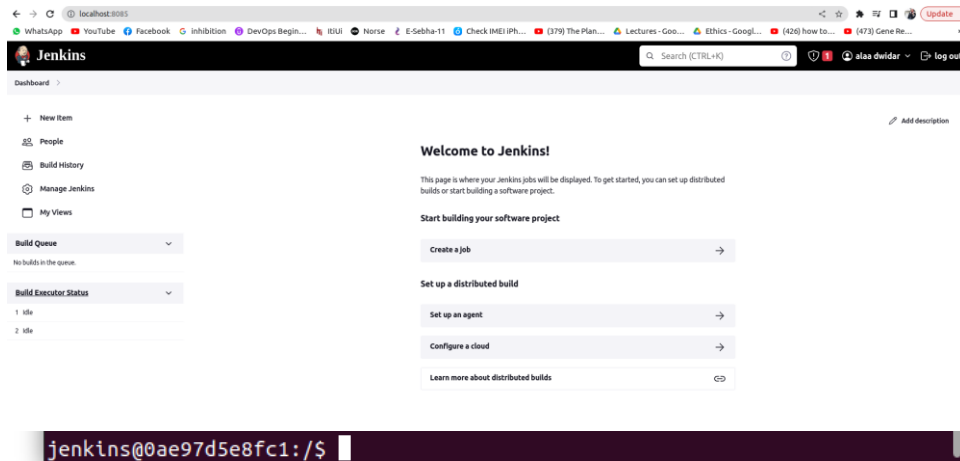 localhost:8085
Update
WhatsApp YouTube Facebook inhibition DevOps Begin... ItiUi Norse E-Sebha-11 Check IMEI iPh... (379) The Plan... Lectures - Goo... Ethics - Googl... (426) how to... (473) Gene Re...
Jenkins
Search (CTRL+K)
1
alaa dwidar
log out
Dashboard >
New Item
Add description
People
Build History
Manage Jenkins
My Views
Build Queue
No builds in the queue.
Build Executor Status
1 Idle
2 Idle
Welcome to Jenkins!
This page is where your Jenkins jobs will be displayed. To get started, you can set up distributed
builds or start building a software project.
Start building your software project
Create a job
Set up a distributed build
Set up an agent
Configure a cloud
Learn more about distributed builds
jenkins@0ae97d5e8fc1:/$